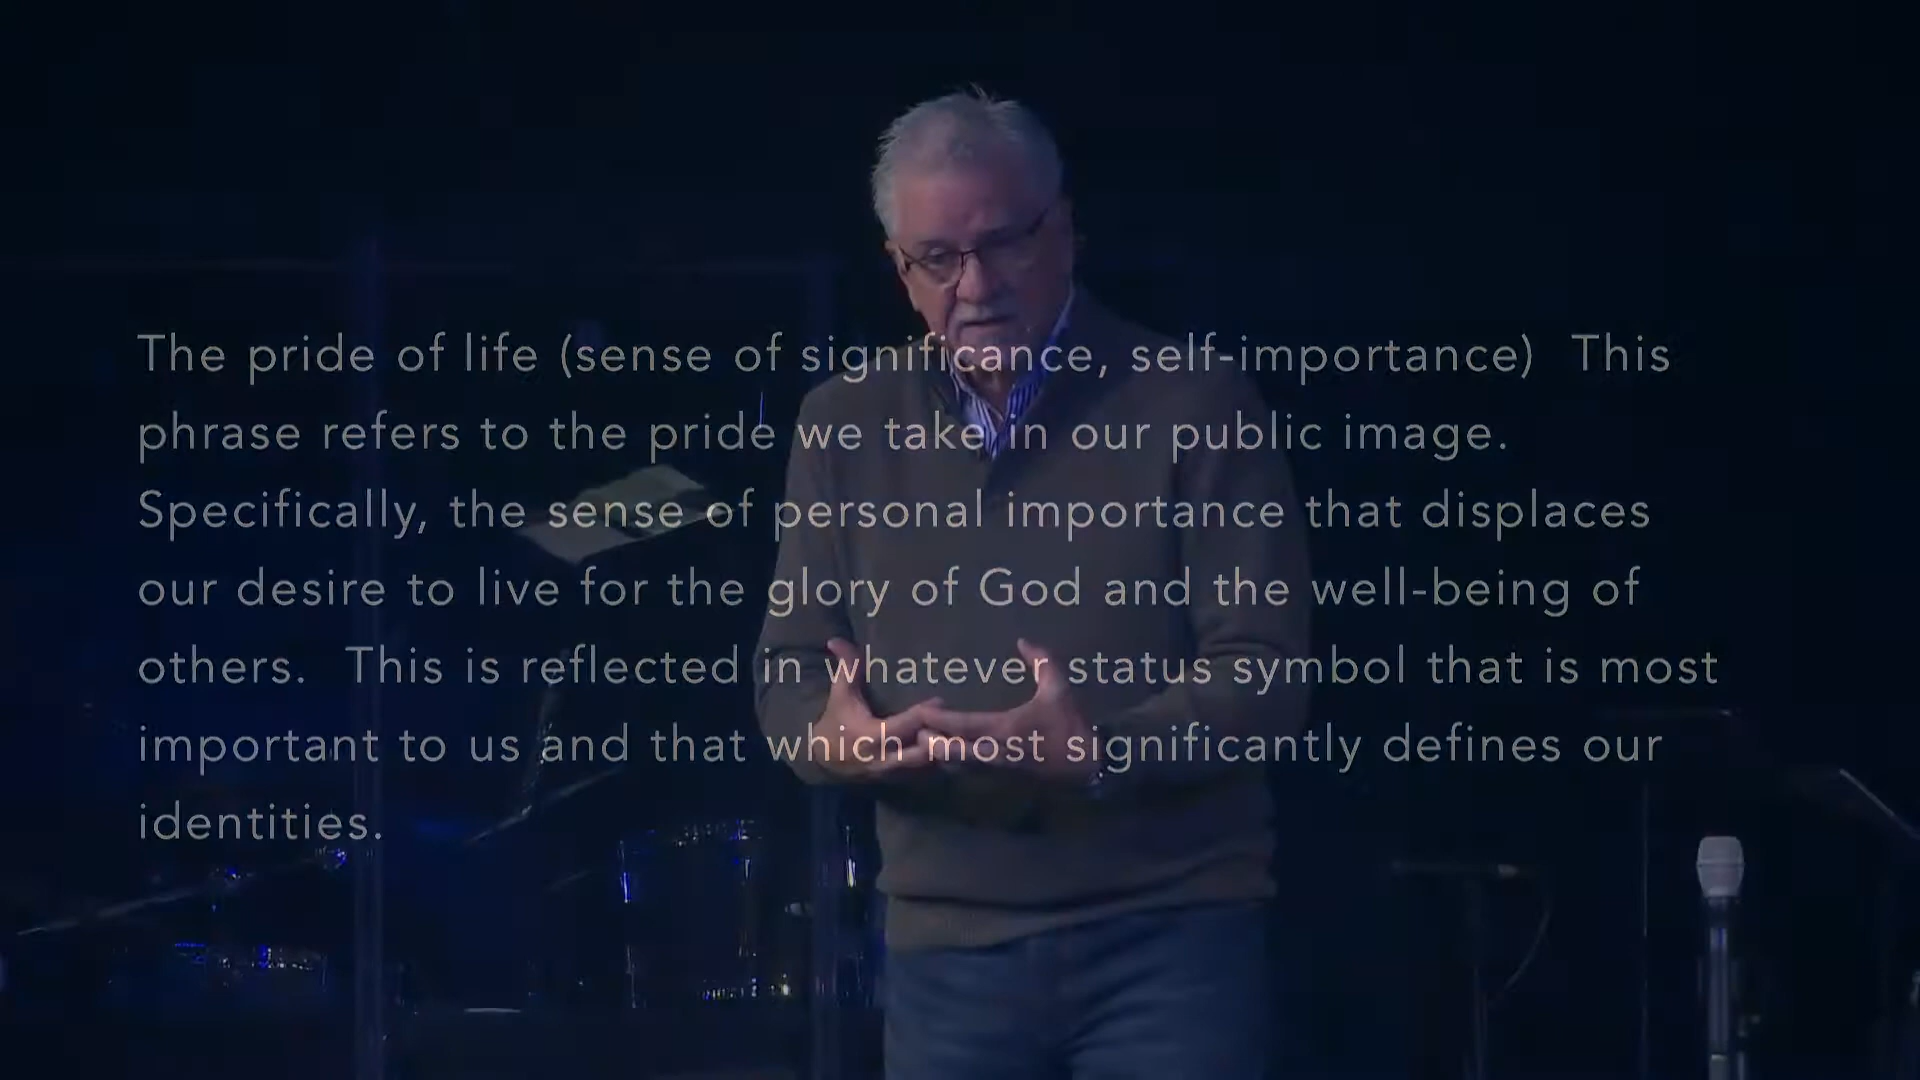 The pride of life (sense of significance, self-importance)  This
phrase refers to the pride we take in our public image.
Specifically, the sense of personal importance that displaces
our desire to live for the glory of God and the well-being of
others.  This is reflected in whatever status symbol that is most
important to us and that which most significantly defines our
identities.